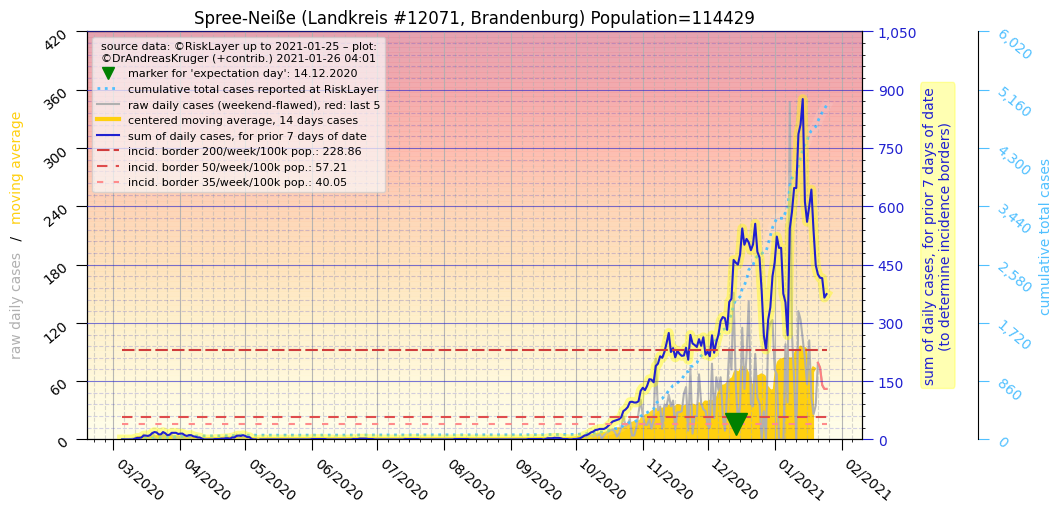 Spree-Neiße (Landkreis #12071, Brandenburg) Population=114429
source data: ©RiskLayer up to 2021-01-25 – plot:
©DrAndreasKruger (+contrib.) 2021-01-26 04:01
marker for 'expectation day': 14.12.2020
cumulative total cases reported at RiskLayer
raw daily cases (weekend-flawed), red: last 5
centered moving average, 14 days cases
sum of daily cases, for prior 7 days of date
incid. border 200/week/100k pop.: 228.86
incid. border 50/week/100k pop.: 57.21
incid. border 35/week/100k pop.: 40.05
raw daily cases / moving average
420
360
300
240
180
120
60
0
1,050
900
750
600
450
300
150
0
sum of daily cases, for prior 7 days of date
(to determine incidence borders)
6,020
5,160
4,300
3,440
2,580
1,720
860
0
cumulative total cases
03/2020
04/2020
05/2020
06/2020
07/2020
08/2020
09/2020
10/2020
11/2020
12/2020
01/2021
02/2021